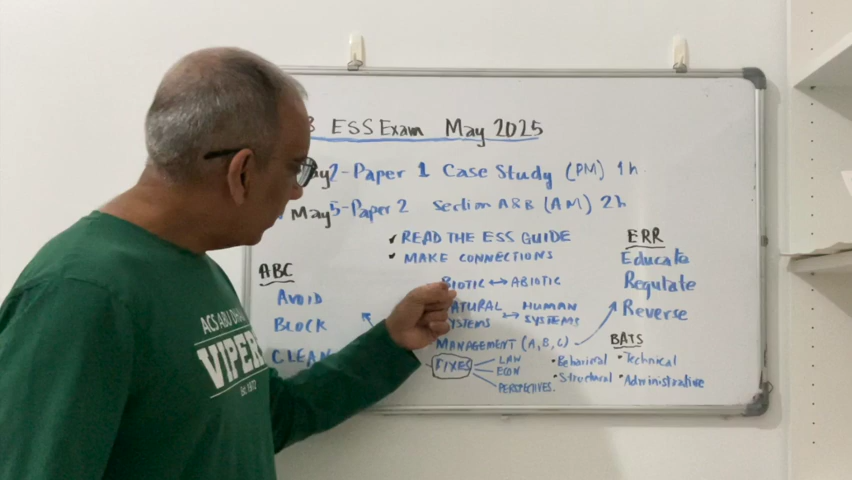 ESS Exam May 2025
May 2-Paper 1 Case Study (PM) 1h.
May 5-Paper 2 Section A&B (AM) 2h
✓ READ THE ESS GUIDE
✓ MAKE CONNECTIONS
BIOTIC ↔ ABIOTIC
NATURAL SYSTEMS ↔ HUMAN SYSTEMS
MANAGEMENT (A,B,C)
FIXES
LAW
ECON
PERSPECTIVES.
ABC
AVOID
BLOCK
CLEAN
ERR
Educate
Regulate
Reverse
BATS
• Behavioral • Technical
• Structural • Administrative
ACS ABU
VIPERS
Est. 1972